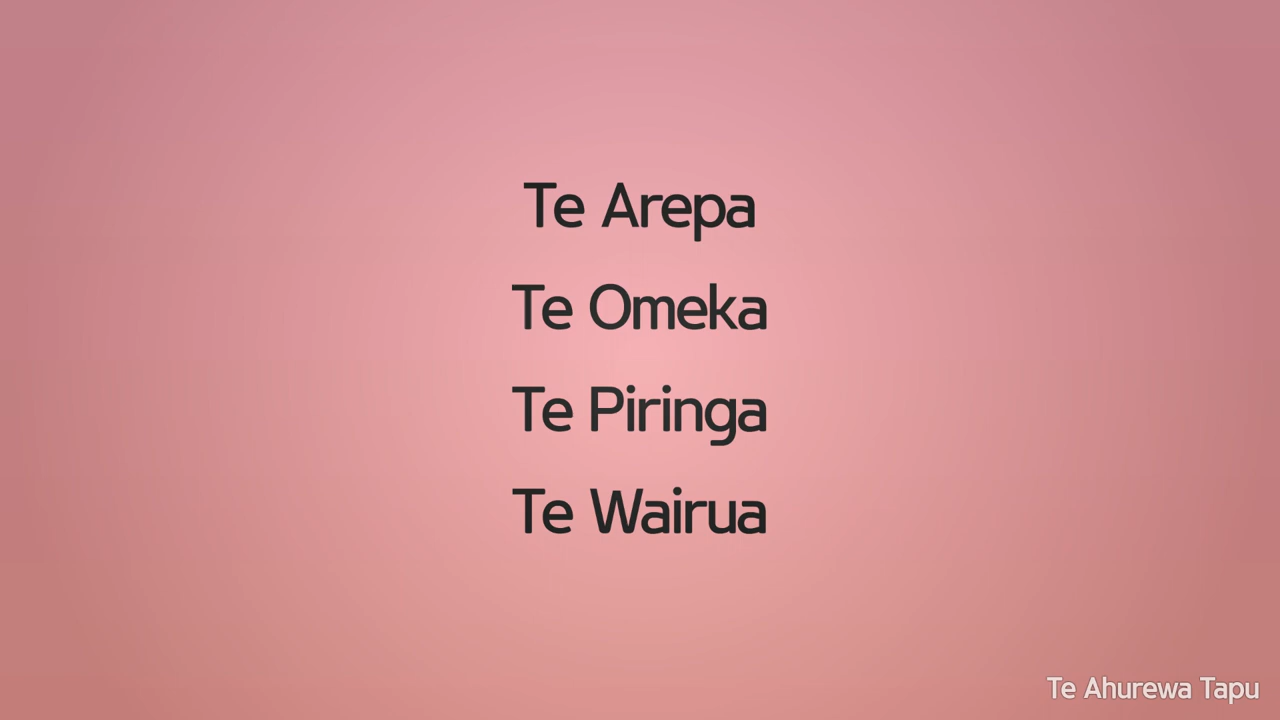 Te Arepa
Te Omeka
Te Piringa
Te Wairua
Te Ahurewa Tapu